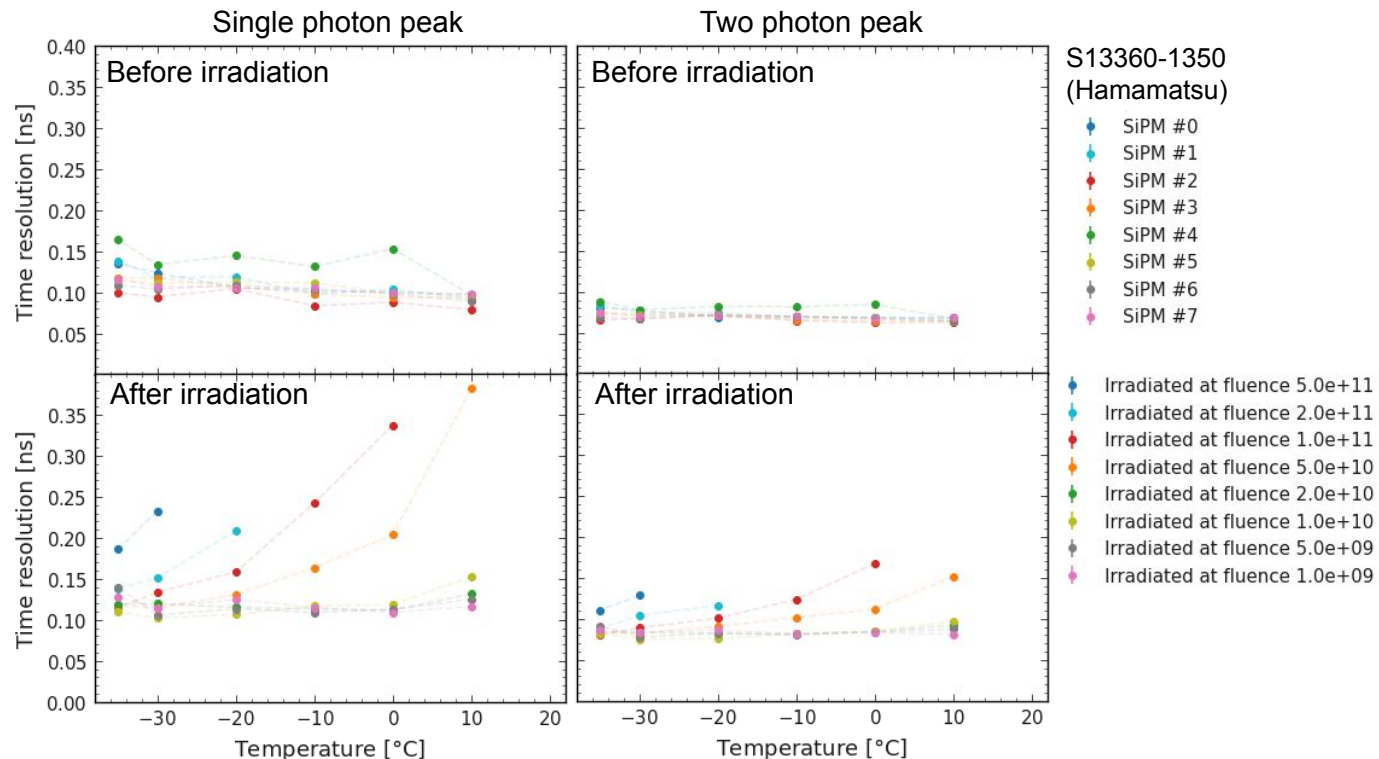 Single photon peak
Two photon peak
Before irradiation
Before irradiation
S13360-1350
(Hamamatsu)
SiPM #0
SiPM #1
SiPM #2
SiPM #3
SiPM #4
SiPM #5
SiPM #6
SiPM #7
Time resolution [ns]
0.40
0.35
0.30
0.25
0.20
0.15
0.10
0.05
After irradiation
After irradiation
Irradiated at fluence 5.0e+11
Irradiated at fluence 2.0e+11
Irradiated at fluence 1.0e+11
Irradiated at fluence 5.0e+10
Irradiated at fluence 2.0e+10
Irradiated at fluence 1.0e+10
Irradiated at fluence 5.0e+09
Irradiated at fluence 1.0e+09
Time resolution [ns]
0.35
0.30
0.25
0.20
0.15
0.10
0.05
0.00
−30 −20 −10 0 10 20
−30 −20 −10 0 10 20
Temperature [°C]
Temperature [°C]